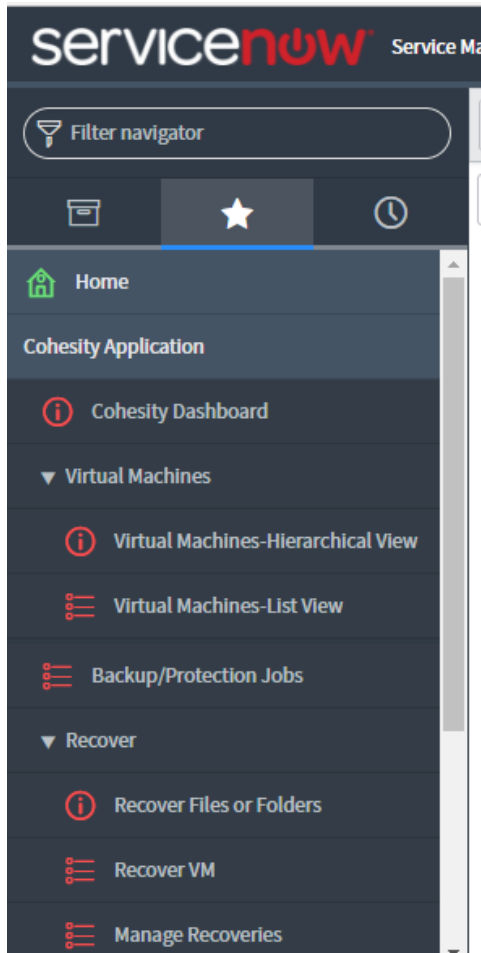 servicenow Service Ma
Filter navigator
Home
Cohesity Application
Cohesity Dashboard
Virtual Machines
Virtual Machines-Hierarchical View
Virtual Machines-List View
Backup/Protection Jobs
Recover
Recover Files or Folders
Recover VM
Manage Recoveries